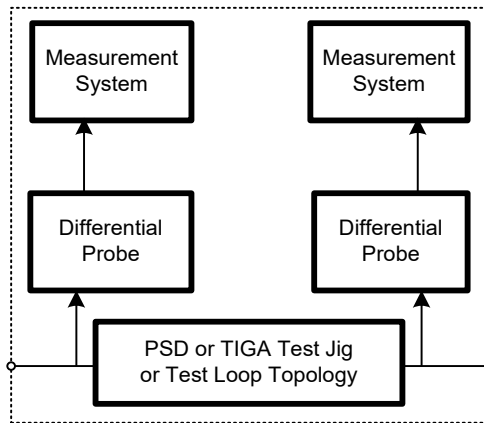 Measurement
System
Measurement
System
Differential
Probe
Differential
Probe
PSD or TIGA Test Jig
or Test Loop Topology